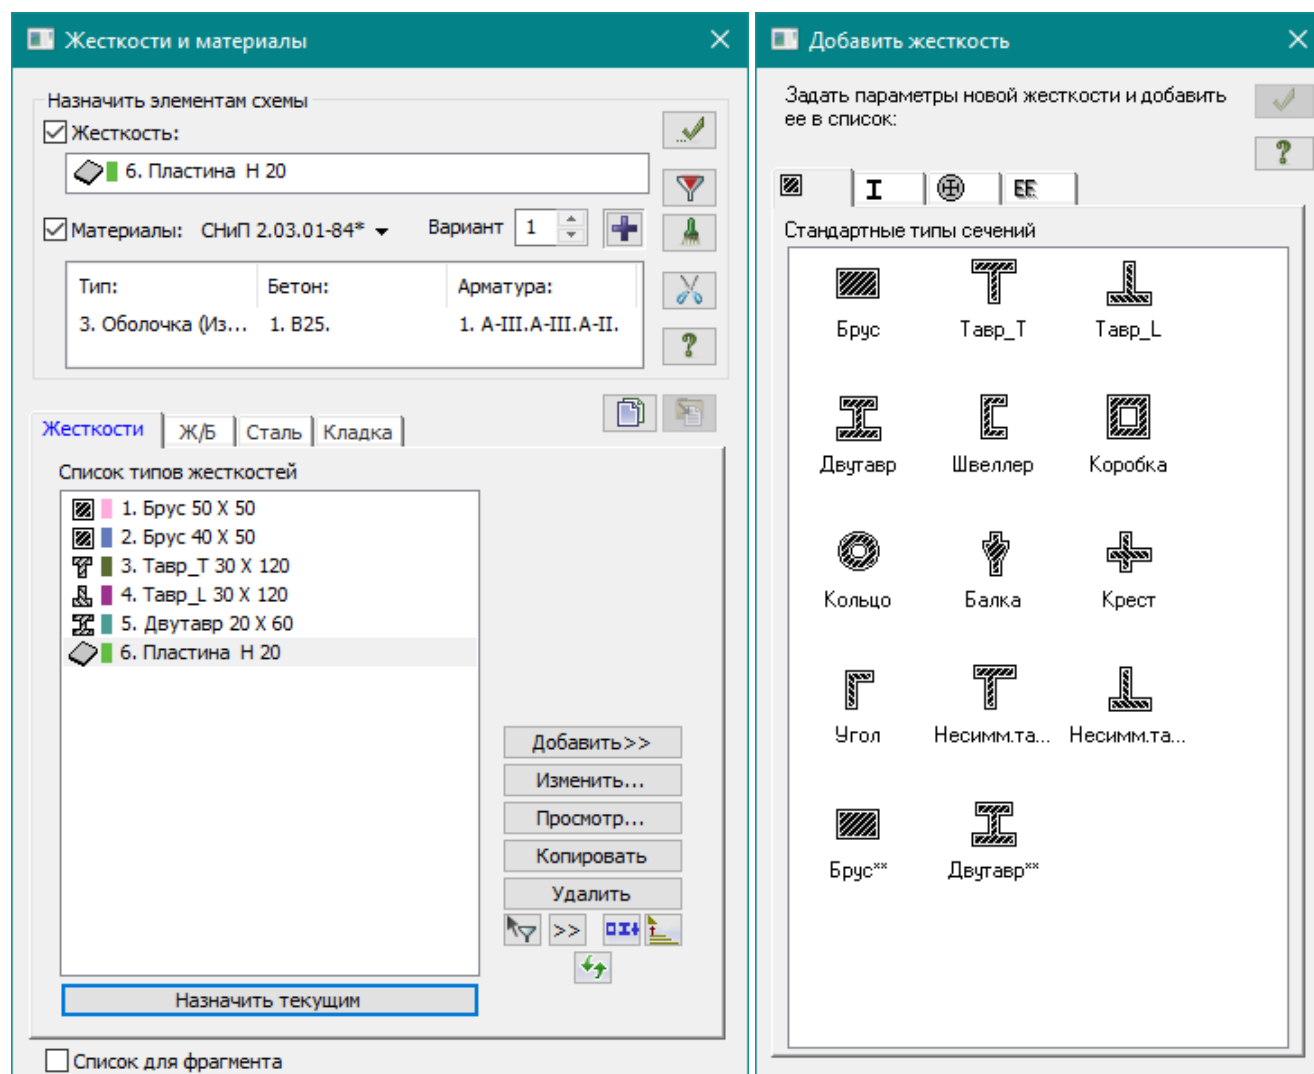 Жесткости и материалы
Назначить элементам схемы
Жесткость:
6. Пластина Н 20
Материалы: СНиП 2.03.01-84* Вариант 1
Тип: Бетон: Арматура:
3. Оболочка (Из... 1. B25. 1. A-III.A-III.A-II.
Жесткости Ж/Б Сталь Кладка
Список типов жесткостей
1. Брус 50 X 50
2. Брус 40 X 50
3. Тавр_T 30 X 120
4. Тавр_L 30 X 120
5. Двутавр 20 X 60
6. Пластина Н 20
Добавить>>
Изменить...
Просмотр...
Копировать
Удалить
>>
Назначить текущим
Список для фрагмента
Добавить жесткость
Задать параметры новой жесткости и добавить
ее в список:
Стандартные типы сечений
Брус Тавр_T Тавр_L
Двутавр Швеллер Коробка
Кольцо Балка Крест
Угол Несимм.та... Несимм.та...
Брус** Двутавр**